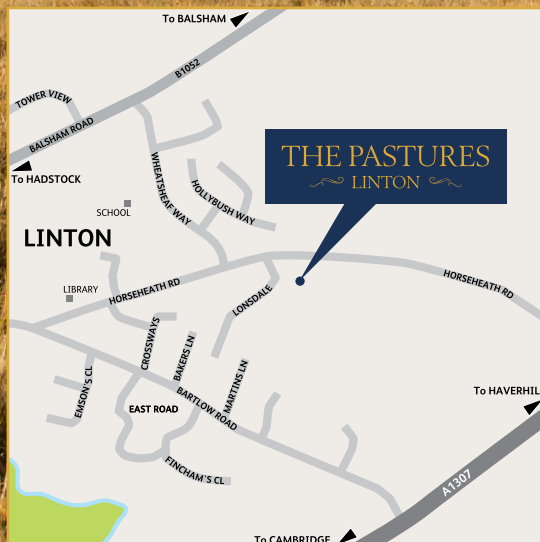 To BALSHAM
B1052
TOWER VIEW
BALSHAM ROAD
To HADSTOCK
THE PASTURES
LINTON
WHEATSHEAF WAY
HOLLYBUSH WAY
SCHOOL
LINTON
LIBRARY
HORSEHEATH RD
HORSEHEATH RD
LONSDALE
CROSSWAYS
BAKERS LN
MARTINS LN
EMSON'S CL
EAST ROAD
BARTLOW ROAD
To HAVERHIL
FINCHAM'S CL
A1307
To CAMBRIDGE